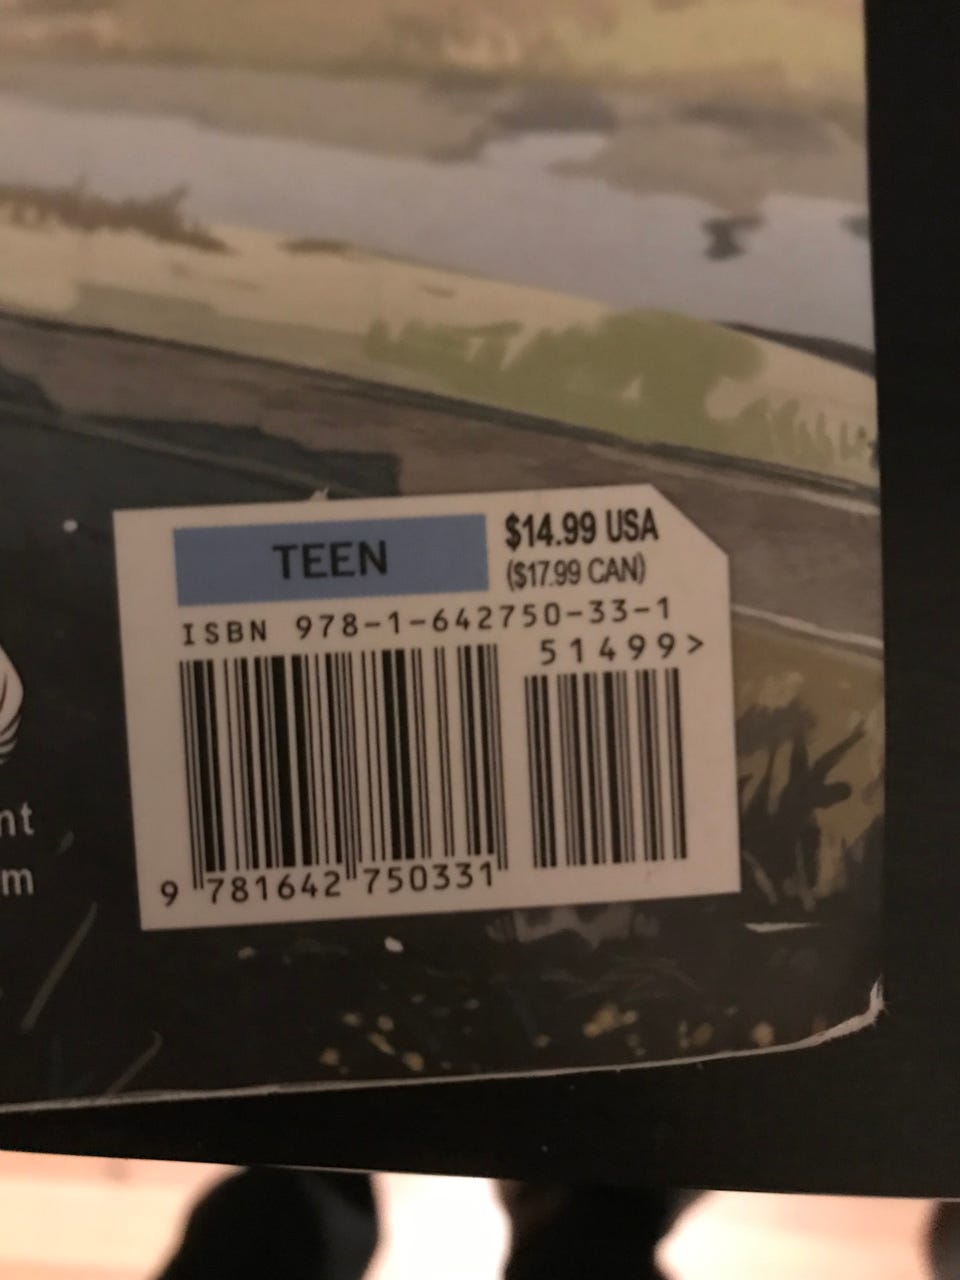 TEEN
$14.99 USA
($17.99 CAN)
ISBN 978-1-642750-33-1
51499>
9 781642 750331
nt
m